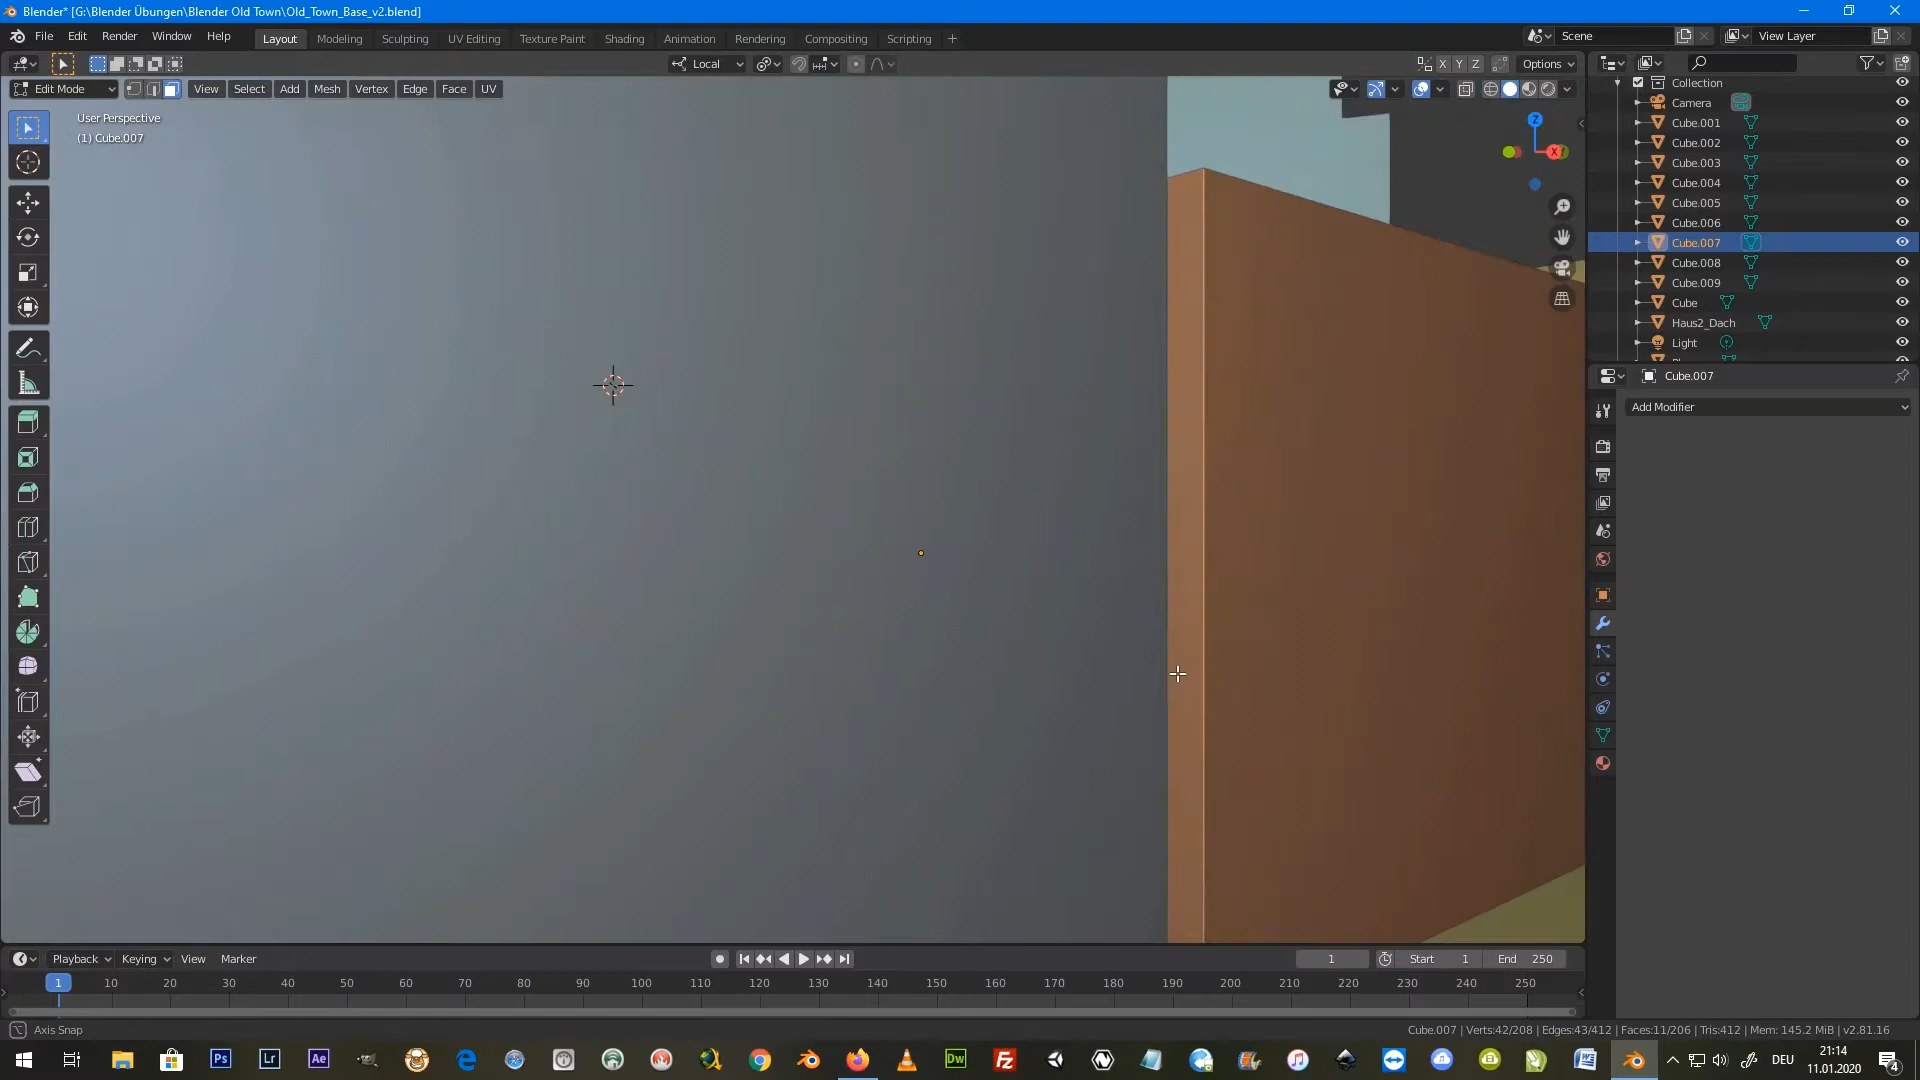 Blender* [G:\Blender Übungen\Blender Old Town\Old_Town_Base_v2.blend]
File Edit Render Window Help Layout Modeling Sculpting UV Editing Texture Paint Shading Animation Rendering Compositing Scripting Scene View Layer
Local X Y Z Options
Edit Mode View Select Add Mesh Vertex Edge Face UV
User Perspective
(1) Cube.007
Z
X
Collection
Camera
Cube.001
Cube.002
Cube.003
Cube.004
Cube.005
Cube.006
Cube.007
Cube.008
Cube.009
Cube
Haus2_Dach
Light
Cube.007
Add Modifier
Playback Keying View Marker 1 Start 1 End 250
1 10 20 30 40 50 60 70 80 90 100 110 120 130 140 150 160 170 180 190 200 210 220 230 240 250
Axis Snap Cube.007 | Verts:42/208 | Edges:43/412 | Faces:11/206 | Tris:412 | Mem: 145.2 MiB | v2.81.16
Ps Lr Ae Dw DEU 21:14
11.01.2020 4